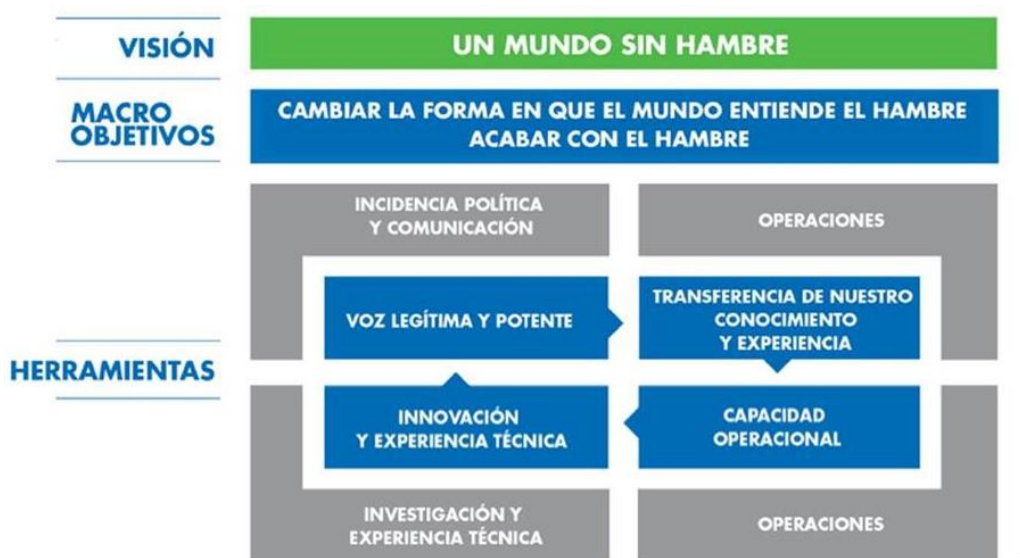 VISIÓN
UN MUNDO SIN HAMBRE
MACRO
OBJETIVOS
CAMBIAR LA FORMA EN QUE EL MUNDO ENTIENDE EL HAMBRE
ACABAR CON EL HAMBRE
HERRAMIENTAS
INCIDENCIA POLÍTICA
Y COMUNICACIÓN
OPERACIONES
VOZ LEGÍTIMA Y POTENTE
TRANSFERENCIA DE NUESTRO
CONOCIMIENTO
Y EXPERIENCIA
INNOVACIÓN
Y EXPERIENCIA TÉCNICA
CAPACIDAD
OPERACIONAL
INVESTIGACIÓN Y
EXPERIENCIA TÉCNICA
OPERACIONES